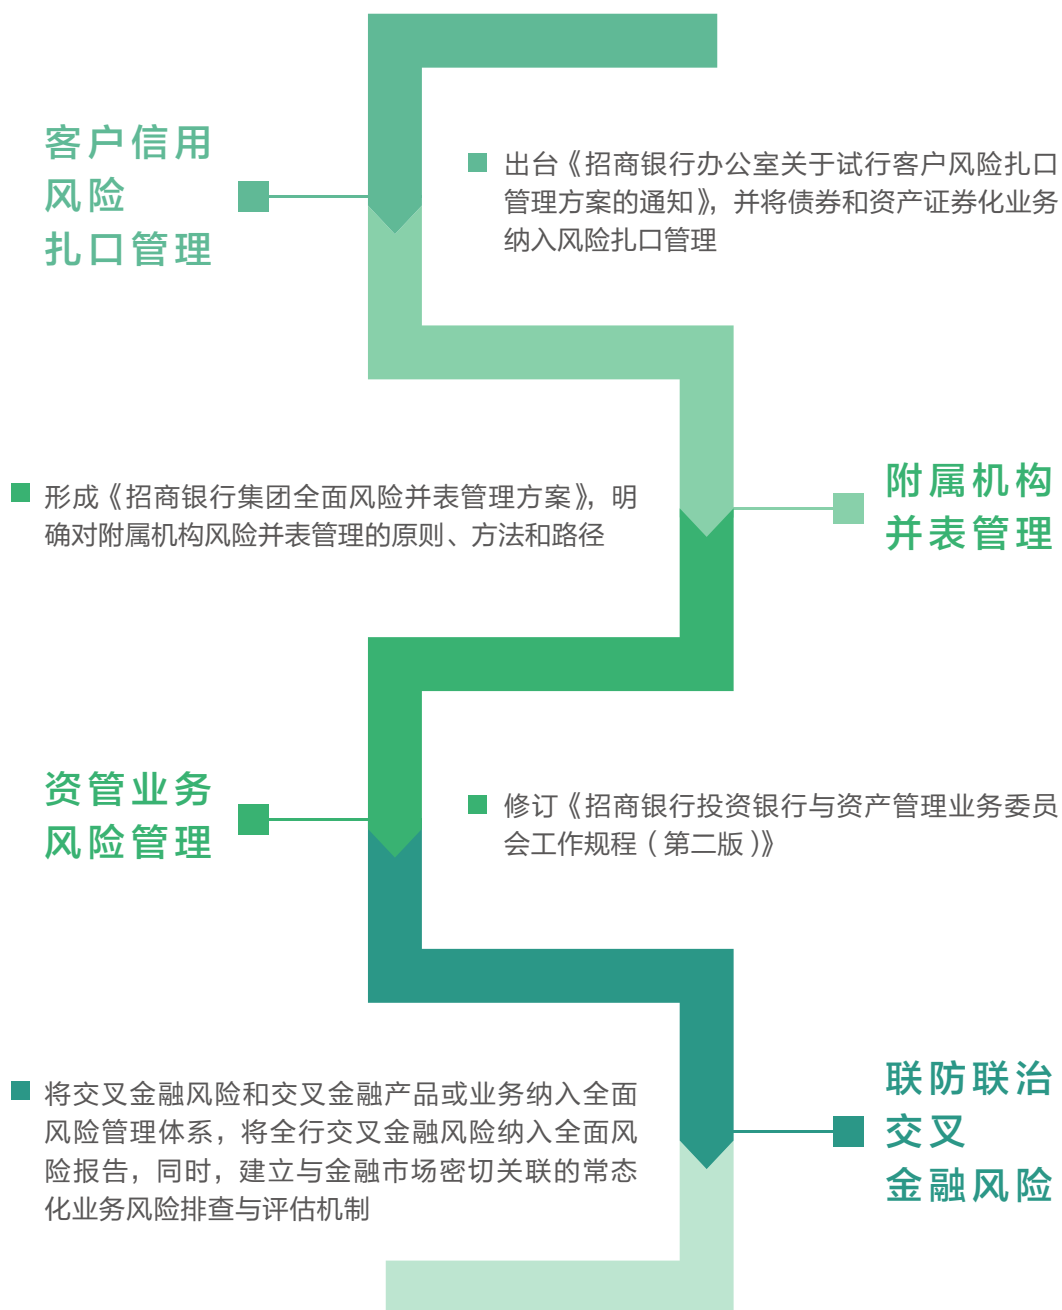 客户信用
风险
扎口管理
出台《招商银行办公室关于试行客户风险扎口
管理方案的通知》，并将债券和资产证券化业务
纳入风险扎口管理
形成《招商银行集团全面风险并表管理方案》，明
确对附属机构风险并表管理的原则、方法和路径
附属机构
并表管理
资管业务
风险管理
修订《招商银行投资银行与资产管理业务委员
会工作规程（第二版）》
将交叉金融风险和交叉金融产品或业务纳入全面
风险管理体系，将全行交叉金融风险纳入全面风
险报告，同时，建立与金融市场密切关联的常态
化业务风险排查与评估机制
联防联治
交叉
金融风险